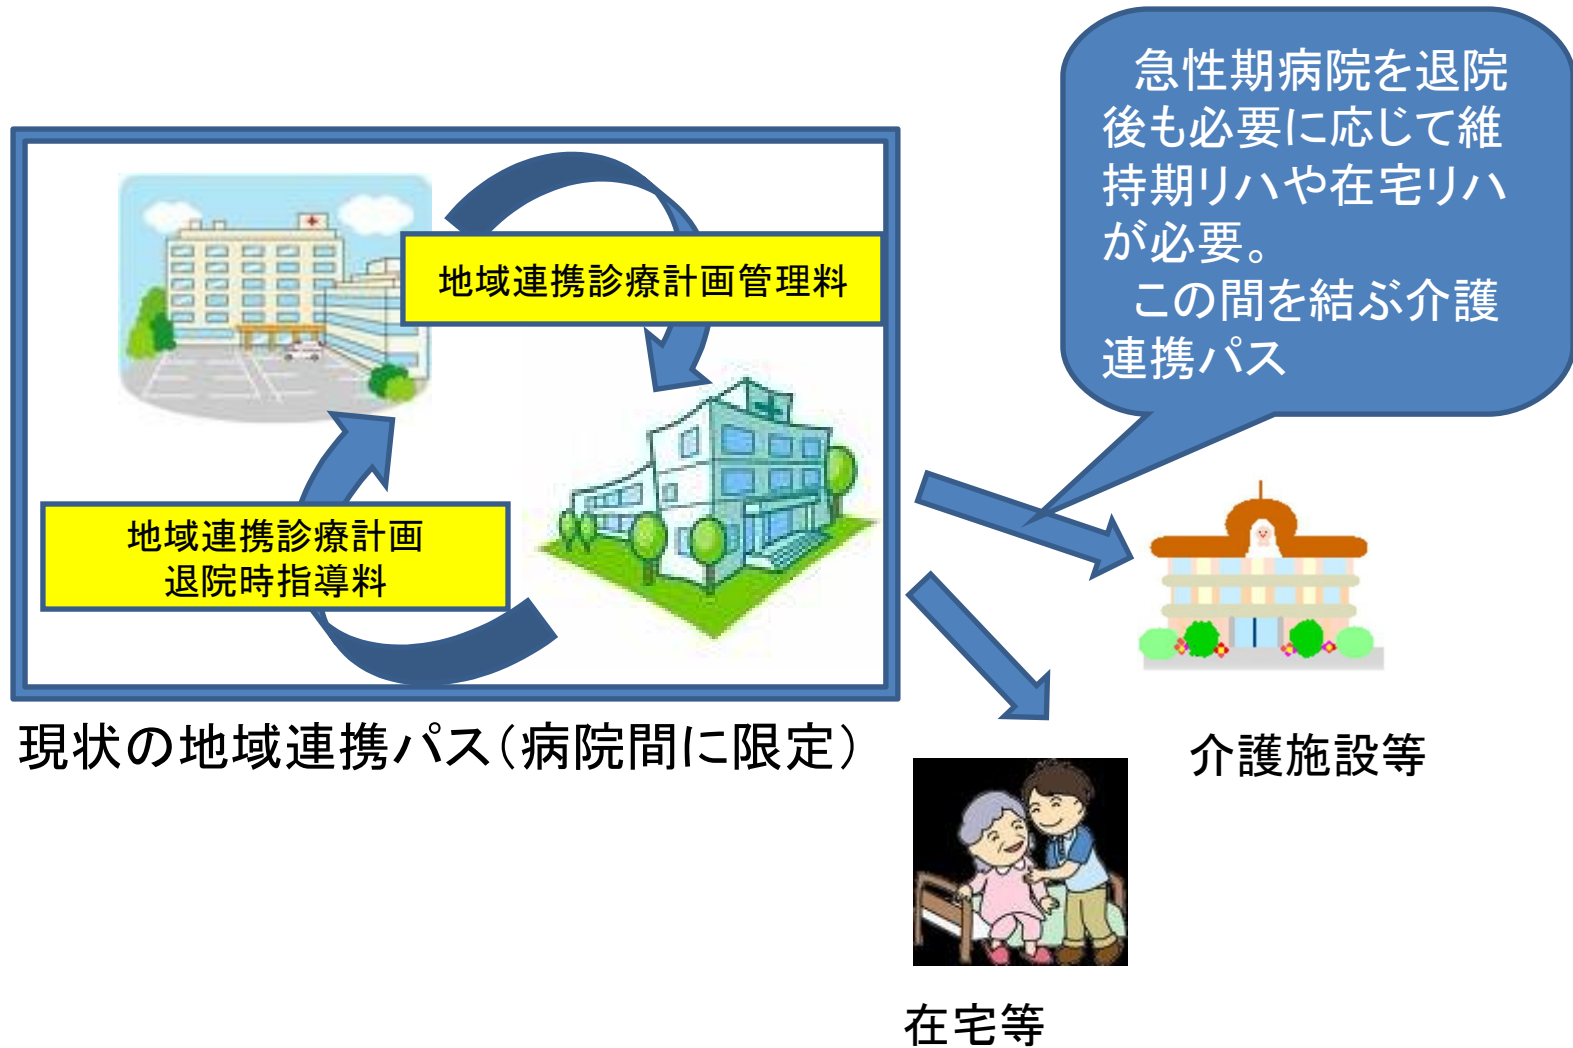 急性期病院を退院
後も必要に応じて維
持期リハや在宅リハ
が必要。
この間を結ぶ介護
連携パス
地域連携診療計画管理料
地域連携診療計画
退院時指導料
現状の地域連携パス（病院間に限定）
介護施設等
在宅等